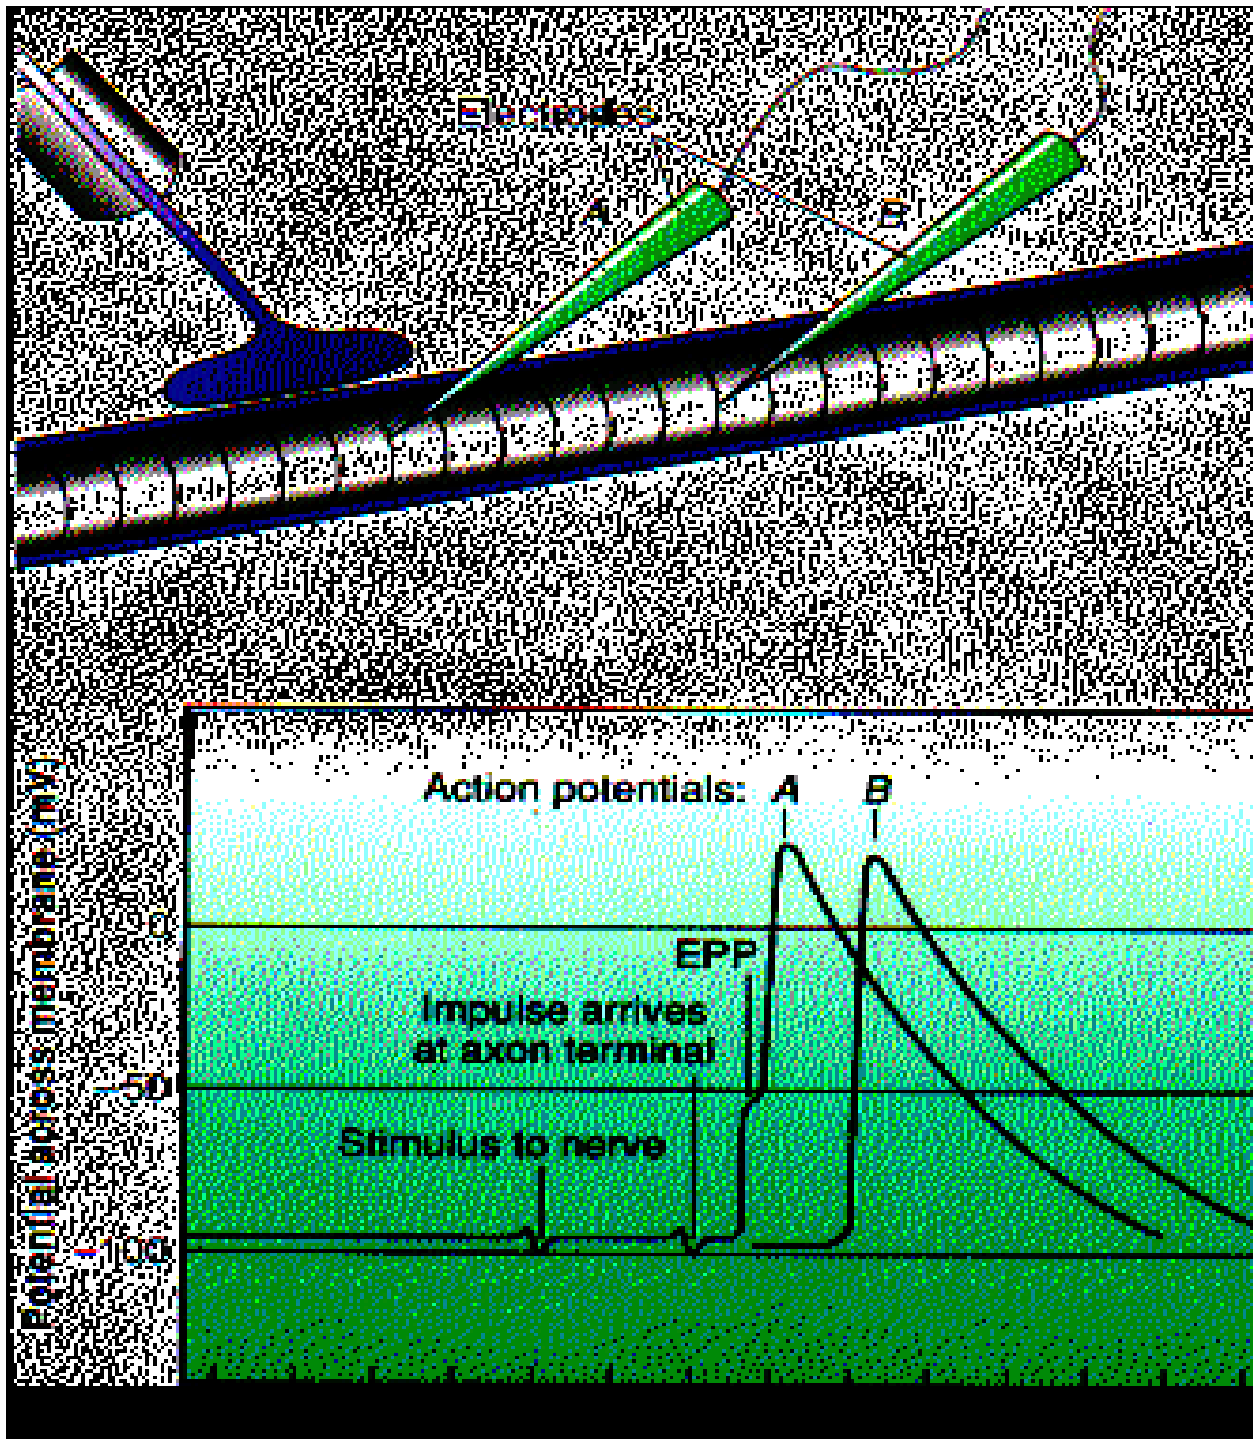 Electrodes
A
B
Action potentials: A B
0
EPP
Impulse arrives
at axon terminal
-50
Stimulus to nerve
-100
Potential across membrane (mV)